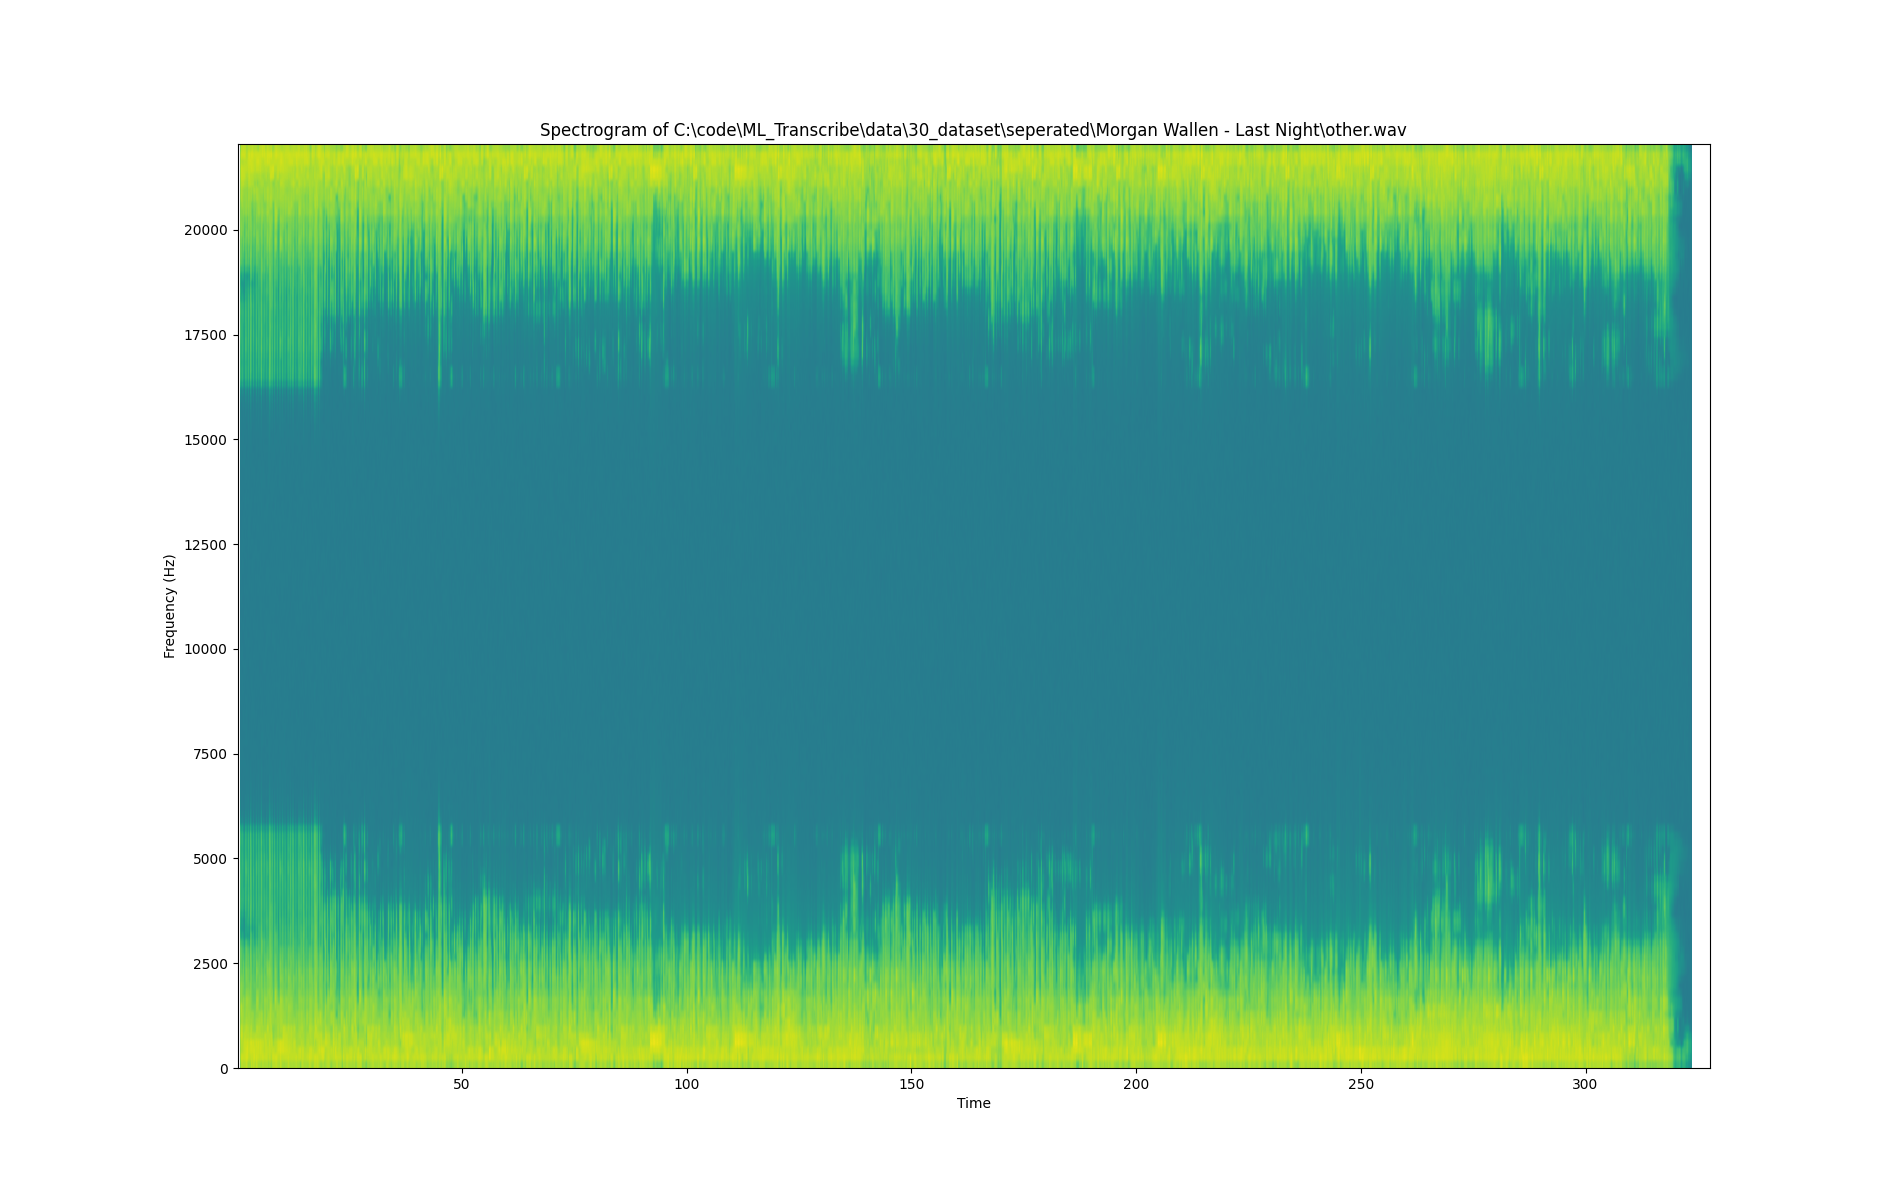 Spectrogram of C:\code\ML_Transcribe\data\30_dataset\seperated\Morgan Wallen - Last Night\other.wav
Frequency (Hz)
20000
17500
15000
12500
10000
7500
5000
2500
0
50 100 150 200 250 300
Time